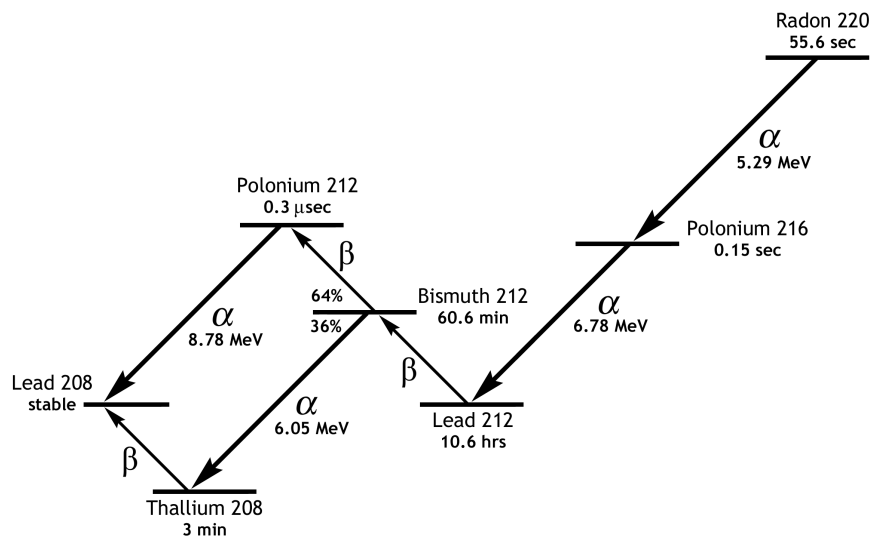 Radon 220
55.6 sec
α
5.29 MeV
Polonium 212
0.3 μsec
Polonium 216
0.15 sec
β
64%
Bismuth 212
60.6 min
36%
α
6.78 MeV
α
8.78 MeV
β
Lead 208
stable
α
6.05 MeV
Lead 212
10.6 hrs
β
Thallium 208
3 min